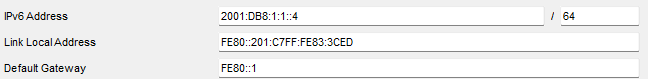 IPv6 Address 2001:DB8:1:1::4 / 64
Link Local Address FE80::201:C7FF:FE83:3CED
Default Gateway FE80::1